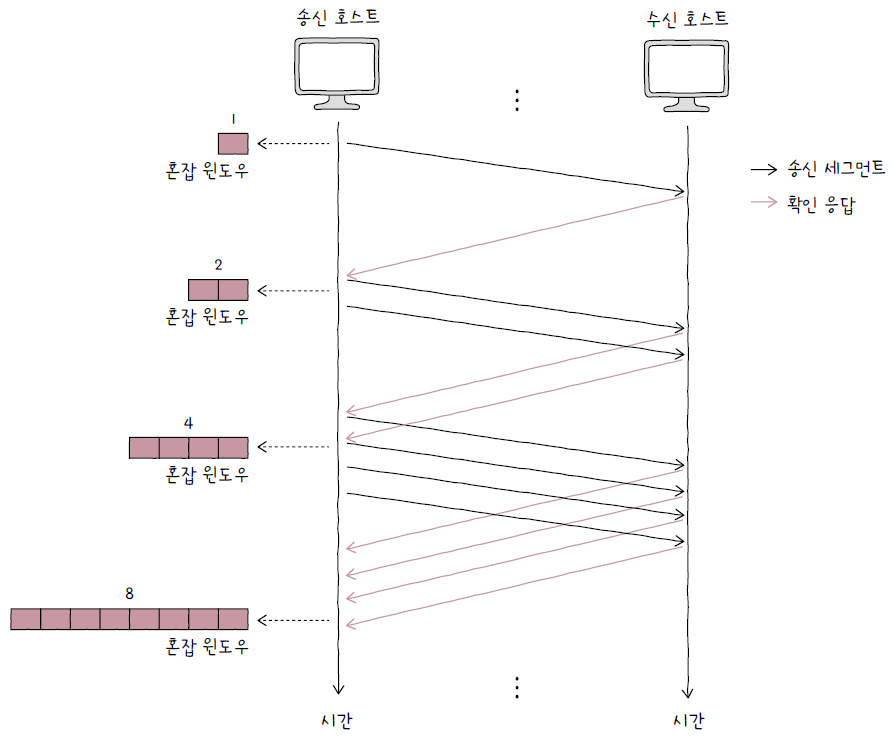 송신 호스트
수신 호스트
1
혼잡 윈도우
송신 세그먼트
확인 응답
2
혼잡 윈도우
4
혼잡 윈도우
8
혼잡 윈도우
시간
시간